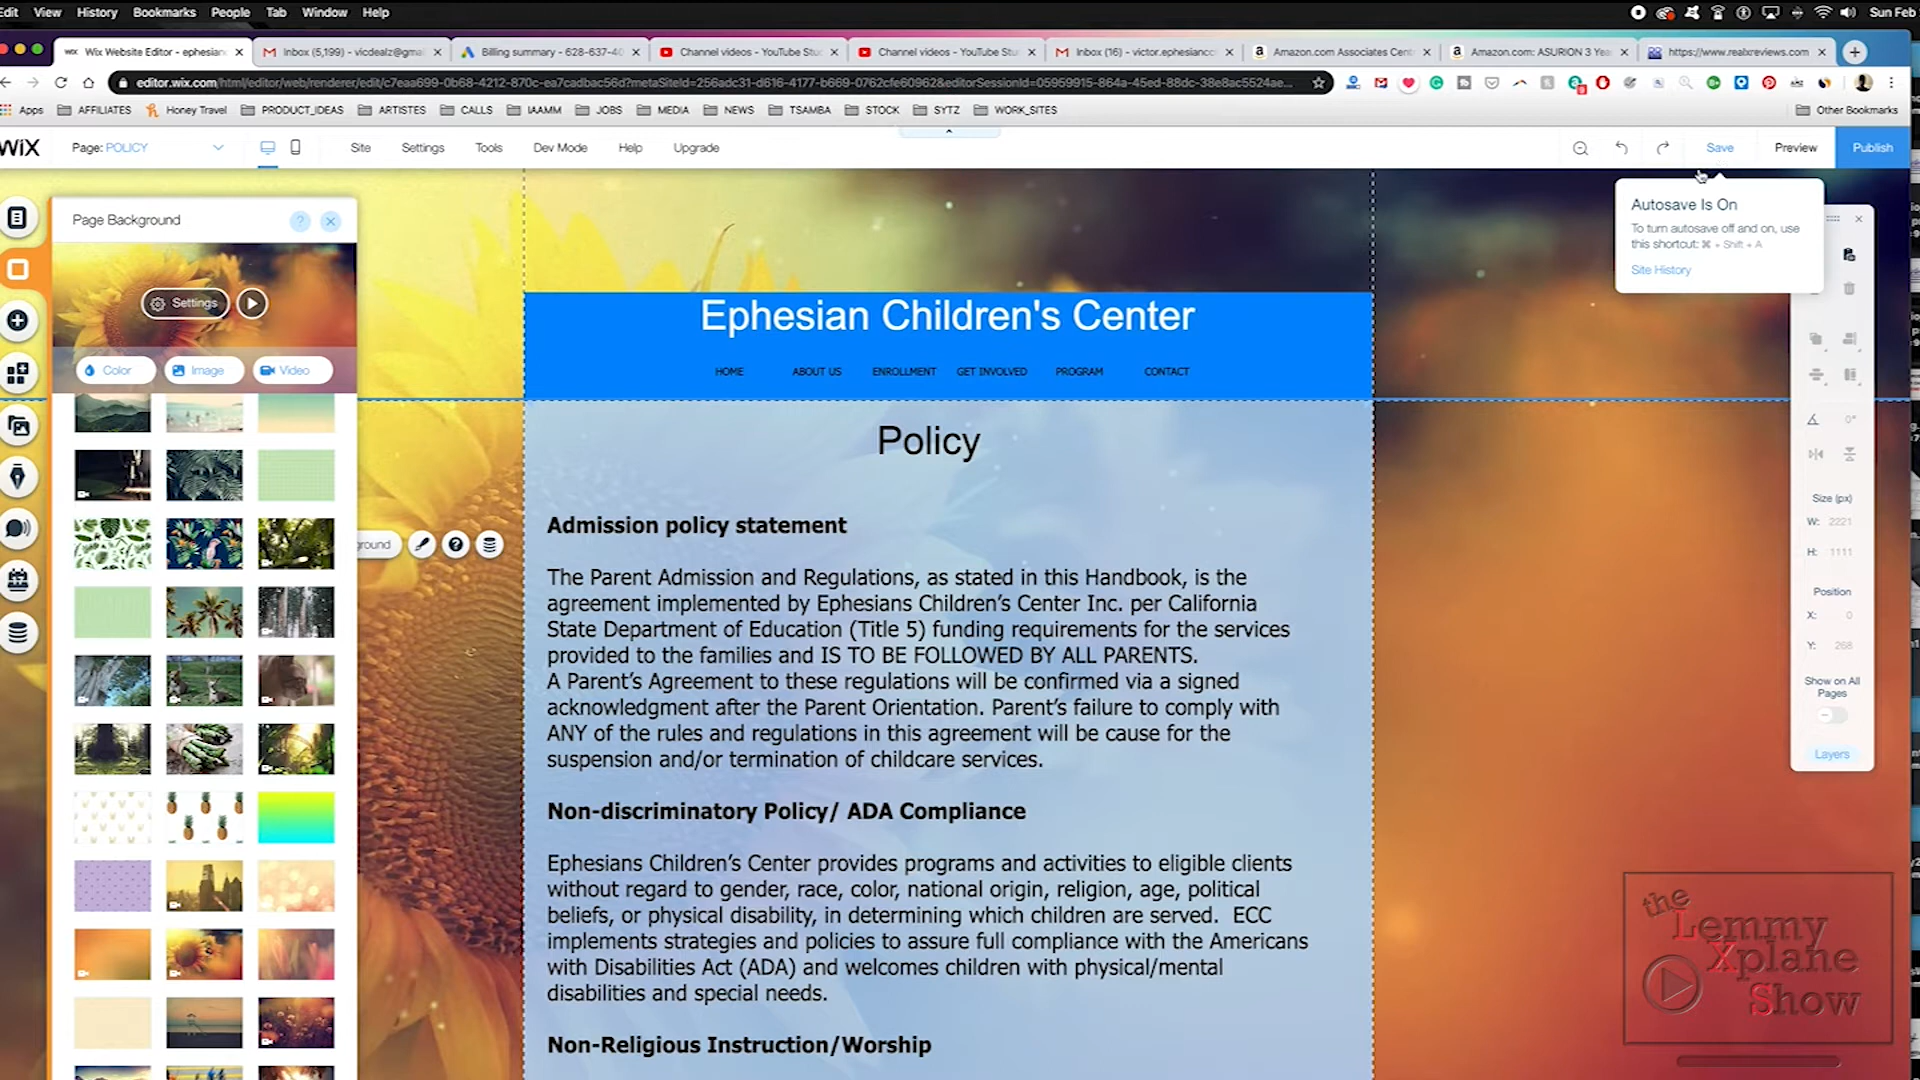 Edit View History Bookmarks People Tab Window Help
Sun Feb
Wix Website Editor - ephesian
Inbox (5,199) - vicdealz@gmai
Billing summary - 628-637-40
Channel videos - YouTube Stu
Channel videos - YouTube Stu
Inbox (16) - victor.ephesiancc
Amazon.com Associates Cent
Amazon.com: ASURION 3 Yea
https://www.realxreviews.com
editor.wix.com/html/editor/web/renderer/edit/c7eaa699-0b68-4212-870c-ea7cadbac56d?metaSiteId=256adc31-d616-4177-b669-0762cfe60962&editorSessionId=05959915-864a-45ed-88dc-38e8ac5524ae...
Apps AFFILIATES Honey Travel PRODUCT_IDEAS ARTISTES CALLS IAAMM JOBS MEDIA NEWS TSAMBA STOCK SYTZ WORK_SITES Other Bookmarks
WIX Page: POLICY Site Settings Tools Dev Mode Help Upgrade Save Preview Publish
Page Background ?
Settings
Color Image Video
Autosave Is On
To turn autosave off and on, use
this shortcut: ⌘ + Shift + A
Site History
Ephesian Children's Center
HOME ABOUT US ENROLLMENT GET INVOLVED PROGRAM CONTACT
Policy
Admission policy statement
The Parent Admission and Regulations, as stated in this Handbook, is the
agreement implemented by Ephesians Children's Center Inc. per California
State Department of Education (Title 5) funding requirements for the services
provided to the families and IS TO BE FOLLOWED BY ALL PARENTS.
A Parent's Agreement to these regulations will be confirmed via a signed
acknowledgment after the Parent Orientation. Parent's failure to comply with
ANY of the rules and regulations in this agreement will be cause for the
suspension and/or termination of childcare services.
Non-discriminatory Policy/ ADA Compliance
Ephesians Children's Center provides programs and activities to eligible clients
without regard to gender, race, color, national origin, religion, age, political
beliefs, or physical disability, in determining which children are served.  ECC
implements strategies and policies to assure full compliance with the Americans
with Disabilities Act (ADA) and welcomes children with physical/mental
disabilities and special needs.
Non-Religious Instruction/Worship
ground
0°
Size (px)
W: 2221
H: 1111
Position
X: 0
Y: 268
Show on All
Pages
Layers
the
Lemmy
Xplane
Show